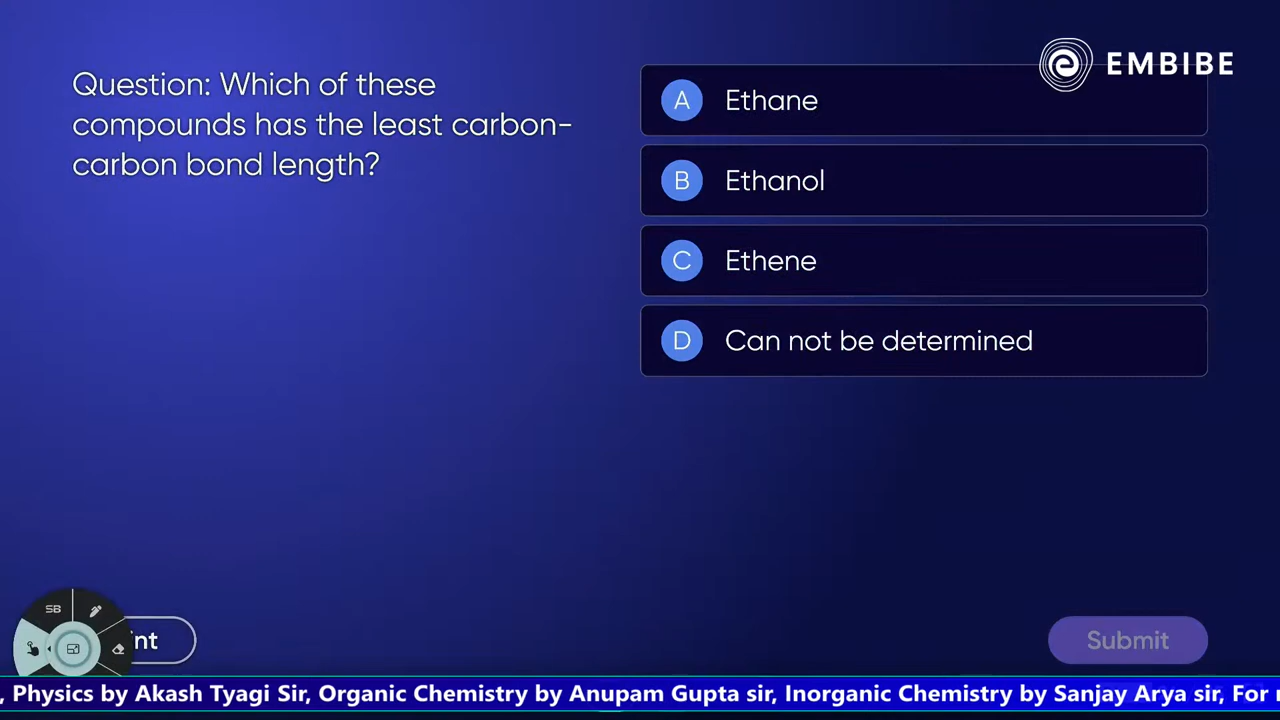 Question: Which of these
compounds has the least carbon-
carbon bond length?
EMBIBE
A Ethane
B Ethanol
C Ethene
D Can not be determined
SB
Submit
, Physics by Akash Tyagi Sir, Organic Chemistry by Anupam Gupta sir, Inorganic Chemistry by Sanjay Arya sir, For